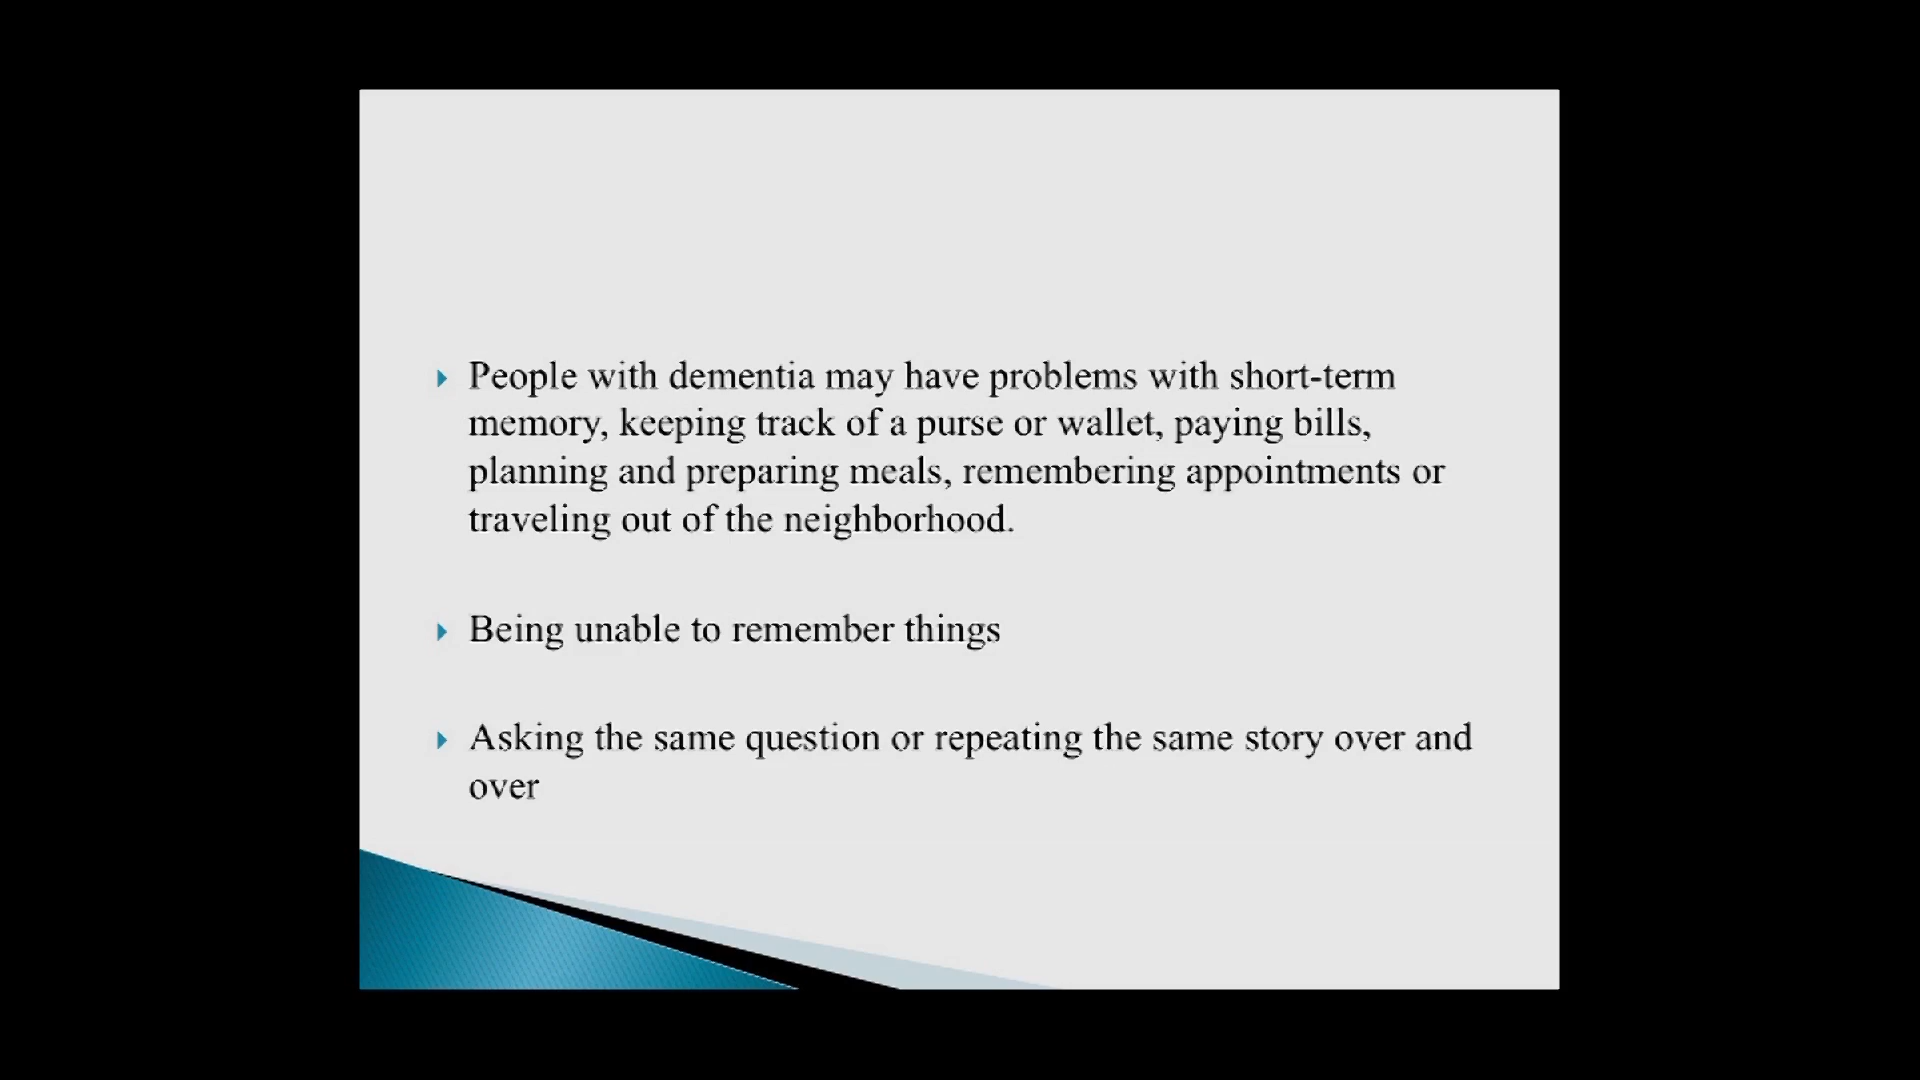 People with dementia may have problems with short-term
memory, keeping track of a purse or wallet, paying bills,
planning and preparing meals, remembering appointments or
traveling out of the neighborhood.
Being unable to remember things
Asking the same question or repeating the same story over and
over